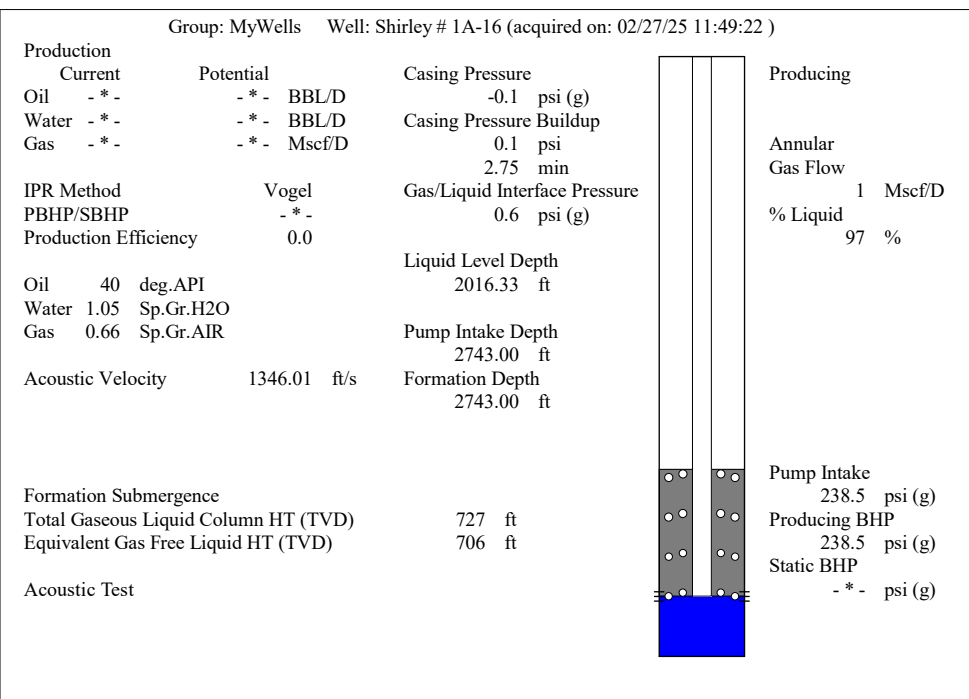 Group: MyWells Well: Shirley # 1A-16 (acquired on: 02/27/25 11:49:22 )
Production
Current Potential
Oil - * - - * - BBL/D
Water - * - - * - BBL/D
Gas - * - - * - Mscf/D
IPR Method Vogel
PBHP/SBHP - * -
Production Efficiency 0.0
Oil 40 deg.API
Water 1.05 Sp.Gr.H2O
Gas 0.66 Sp.Gr.AIR
Acoustic Velocity 1346.01 ft/s
Formation Submergence
Total Gaseous Liquid Column HT (TVD) 727 ft
Equivalent Gas Free Liquid HT (TVD) 706 ft
Acoustic Test
Casing Pressure
-0.1 psi (g)
Casing Pressure Buildup
0.1 psi
2.75 min
Gas/Liquid Interface Pressure
0.6 psi (g)
Liquid Level Depth
2016.33 ft
Pump Intake Depth
2743.00 ft
Formation Depth
2743.00 ft
Producing
Annular
Gas Flow
1 Mscf/D
% Liquid
97 %
Pump Intake
238.5 psi (g)
Producing BHP
238.5 psi (g)
Static BHP
- * - psi (g)